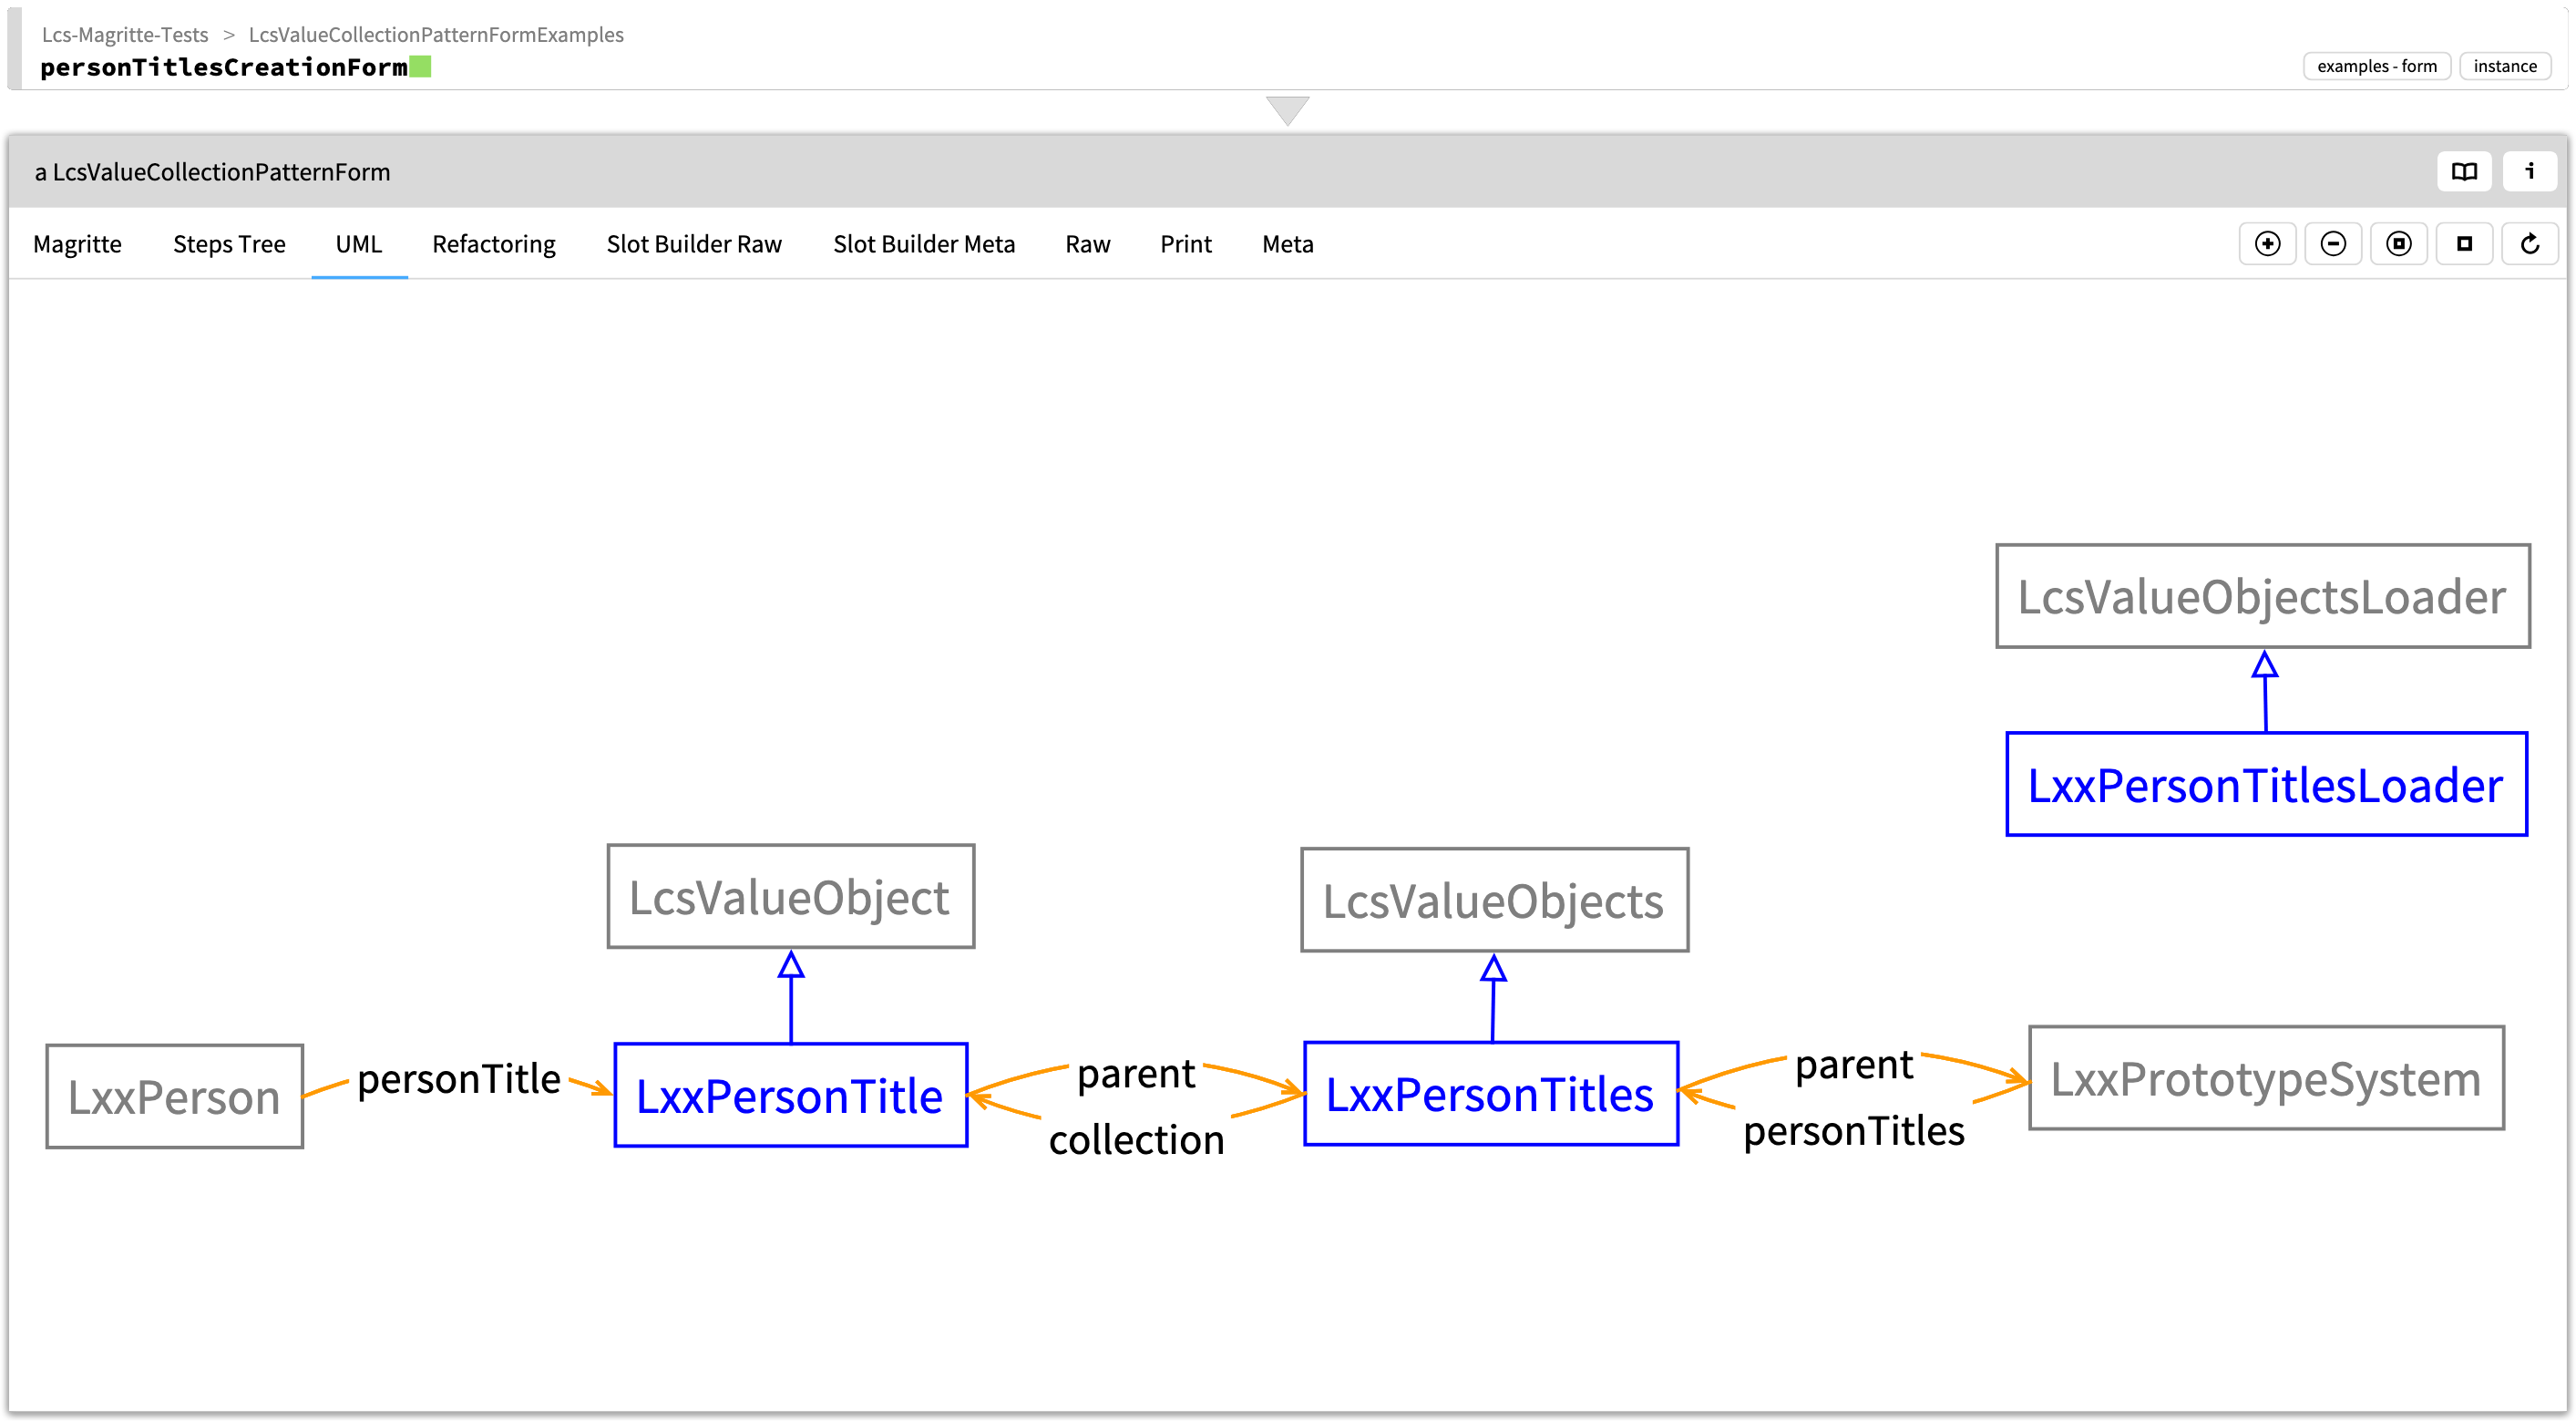 Lcs-Magritte-Tests > LcsValueCollectionPatternFormExamples
personTitlesCreationForm
examples - form instance
a LcsValueCollectionPatternForm
i
Magritte Steps Tree UML Refactoring Slot Builder Raw Slot Builder Meta Raw Print Meta
LcsValueObjectsLoader
LxxPersonTitlesLoader
LcsValueObject
LcsValueObjects
LxxPerson
personTitle
LxxPersonTitle
parent
collection
LxxPersonTitles
parent
personTitles
LxxPrototypeSystem